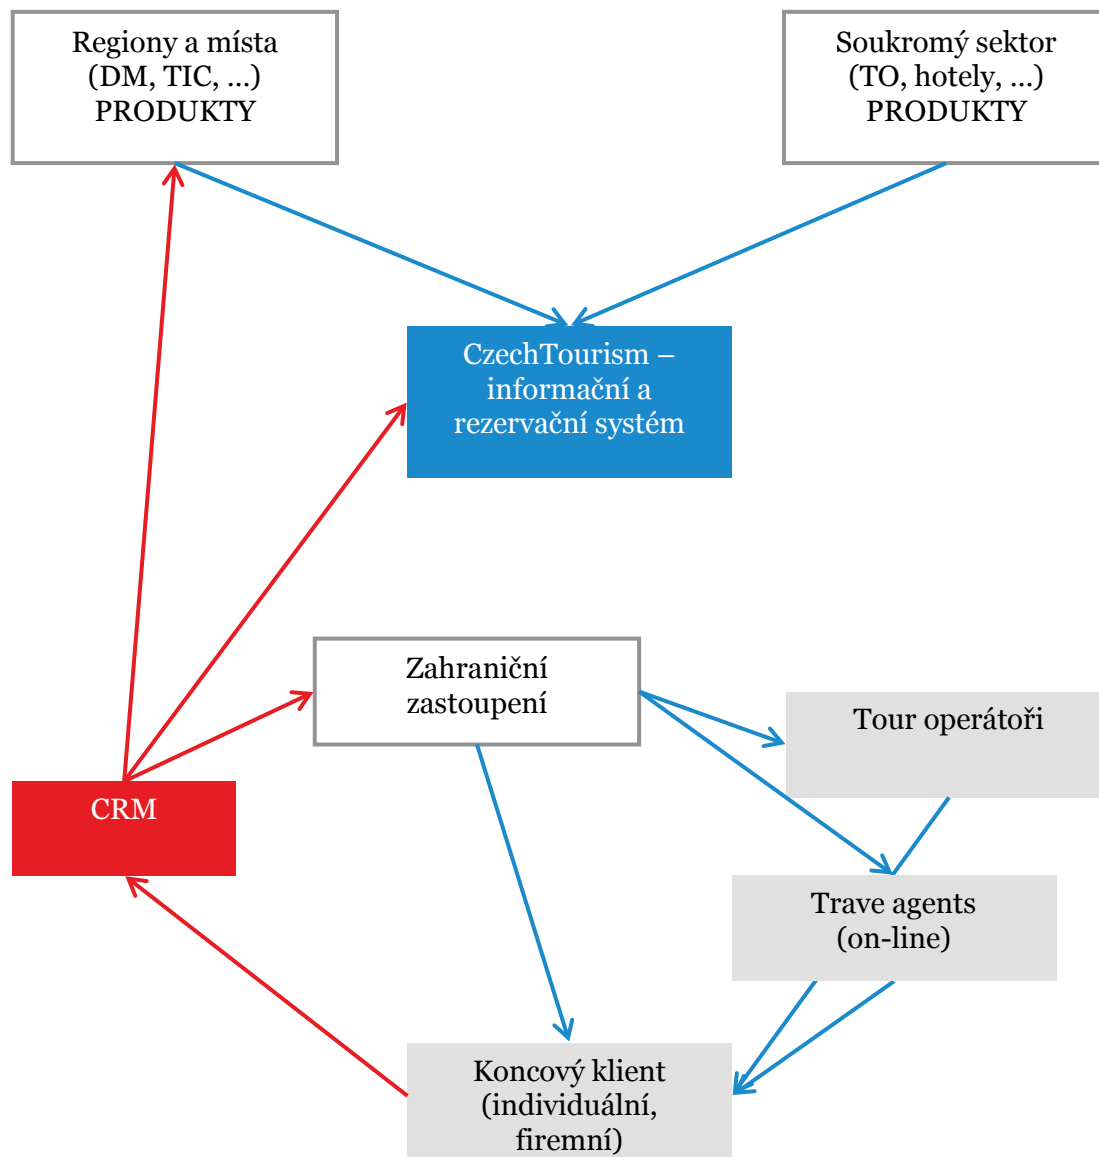 Regiony a místa
(DM, TIC, ...)
PRODUKTY
Soukromý sektor
(TO, hotely, ...)
PRODUKTY
CzechTourism –
informační a
rezervační systém
Zahraniční
zastoupení
Tour operátoři
CRM
Trave agents
(on-line)
Koncový klient
(individuální,
firemní)